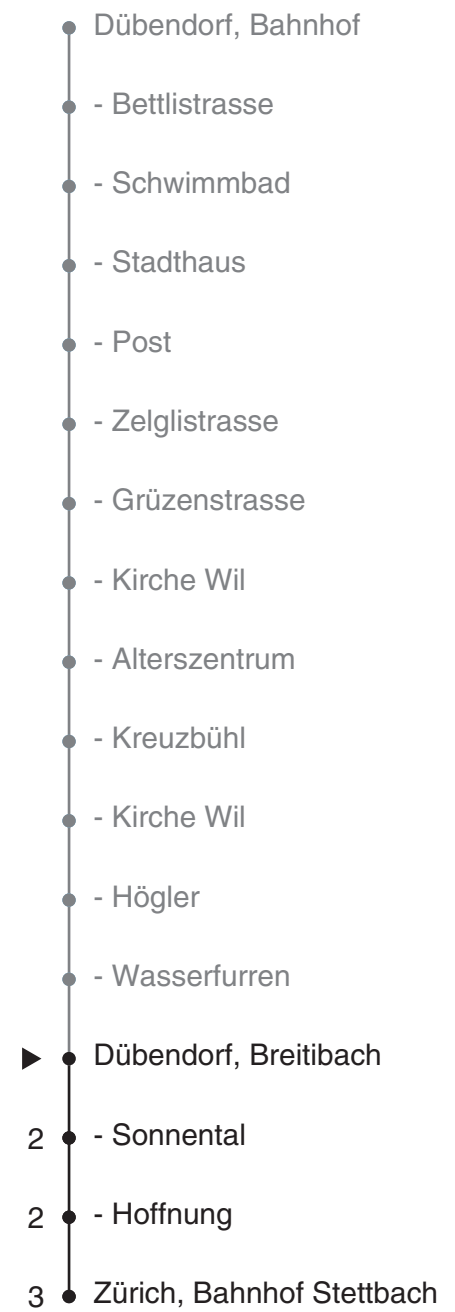 Dübendorf, Bahnhof
- Bettlistrasse
- Schwimmbad
- Stadthaus
- Post
- Zelglistrasse
- Grüzenstrasse
- Kirche Wil
- Alterszentrum
- Kreuzbühl
- Kirche Wil
- Högler
- Wasserfurren
Dübendorf, Breitibach
2 - Sonnental
2 - Hoffnung
3 Zürich, Bahnhof Stettbach